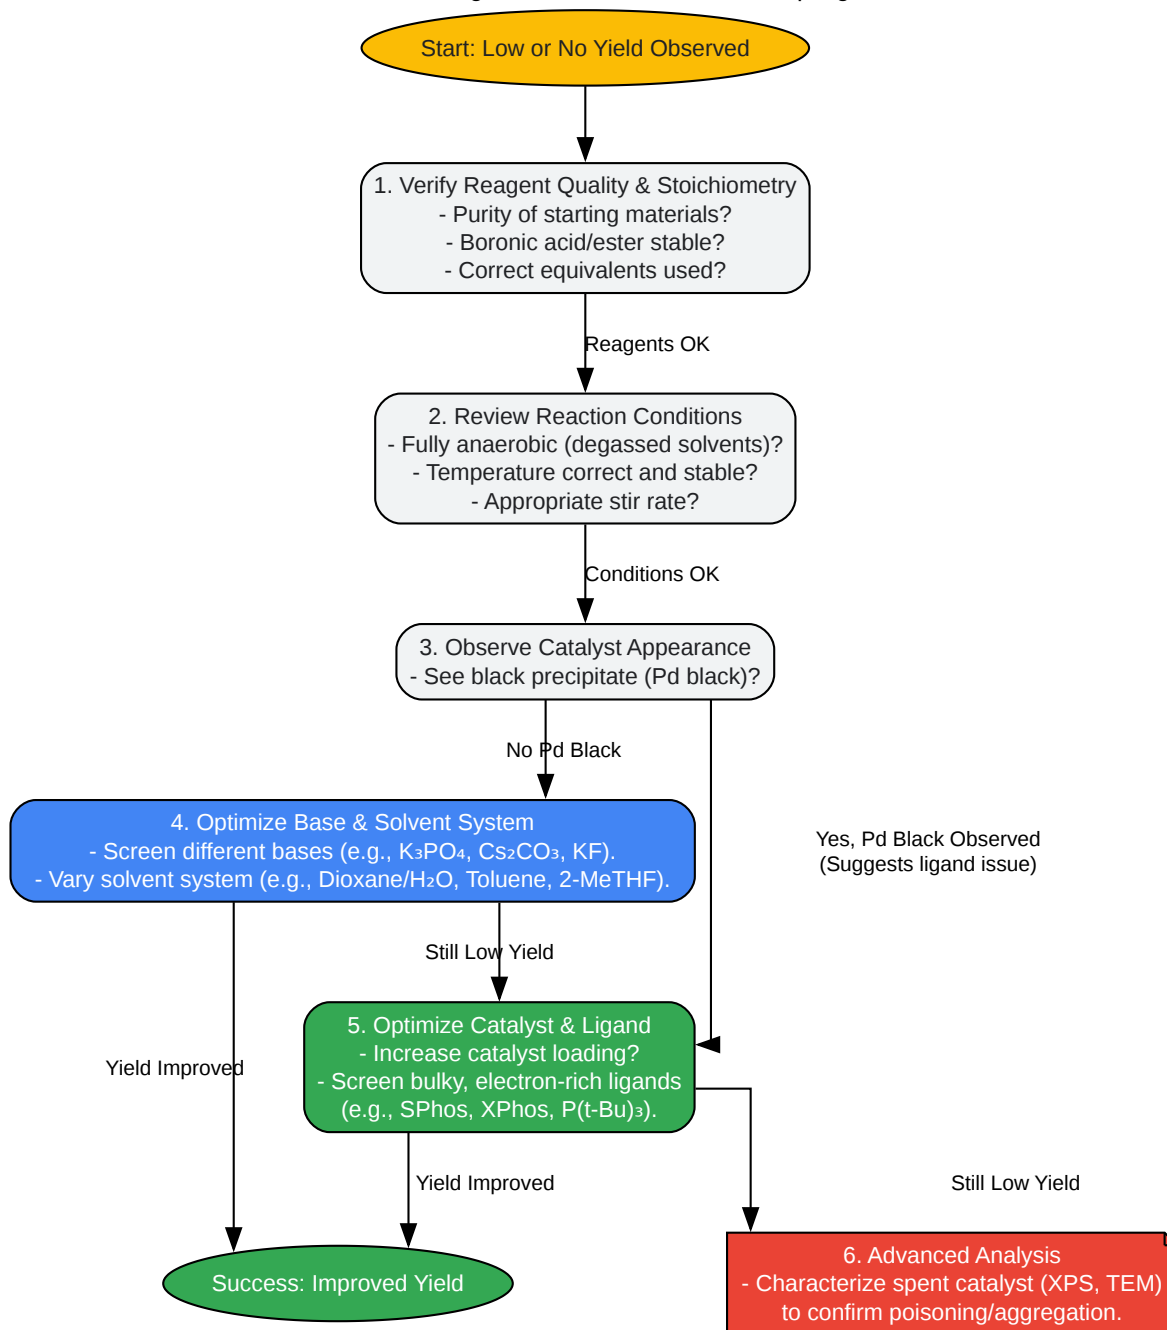 Start: Low or No Yield Observed
1. Verify Reagent Quality & Stoichiometry
- Purity of starting materials?
- Boronic acid/ester stable?
- Correct equivalents used?
Reagents OK
2. Review Reaction Conditions
- Fully anaerobic (degassed solvents)?
- Temperature correct and stable?
- Appropriate stir rate?
Conditions OK
3. Observe Catalyst Appearance
- See black precipitate (Pd black)?
No Pd Black
4. Optimize Base & Solvent System
- Screen different bases (e.g., K₃PO₄, Cs₂CO₃, KF).
- Vary solvent system (e.g., Dioxane/H₂O, Toluene, 2-MeTHF).
Yes, Pd Black Observed
(Suggests ligand issue)
Still Low Yield
5. Optimize Catalyst & Ligand
- Increase catalyst loading?
- Screen bulky, electron-rich ligands
(e.g., SPhos, XPhos, P(t-Bu)₃).
Yield Improved
Yield Improved
Still Low Yield
Success: Improved Yield
6. Advanced Analysis
- Characterize spent catalyst (XPS, TEM)
to confirm poisoning/aggregation.